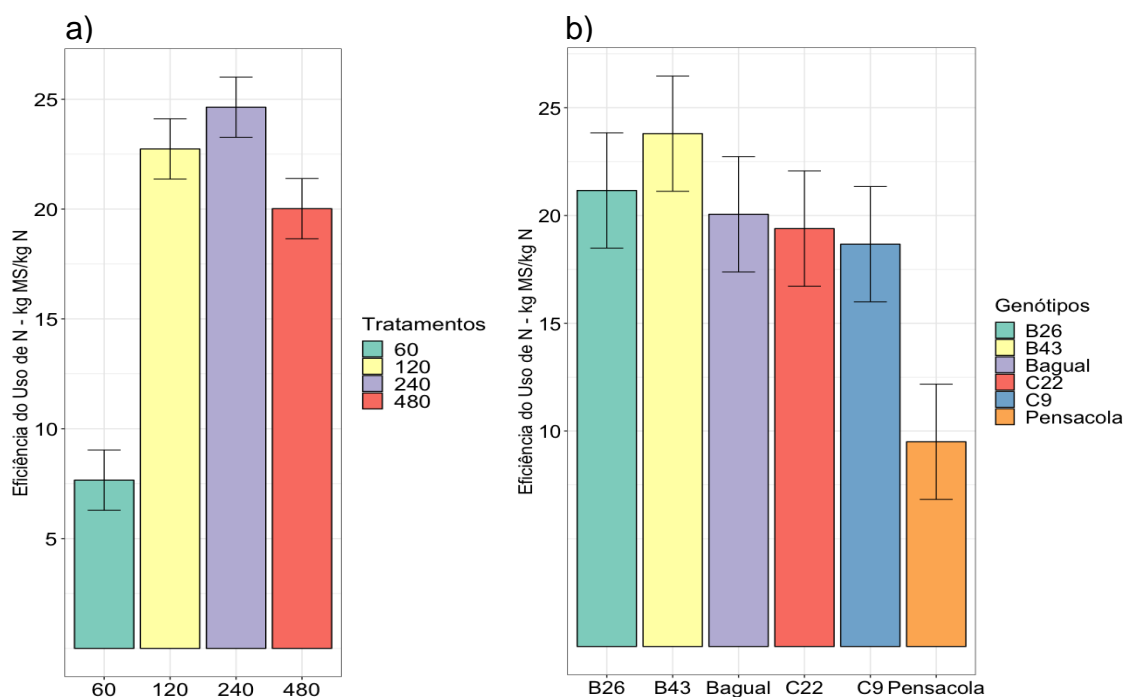 a)
Eficiência do Uso de N - kg MS/kg N
25
20
15
10
5
60 120 240 480
Tratamentos
60
120
240
480
b)
Eficiência do Uso de N - kg MS/kg N
25
20
15
10
5
B26 B43 Bagual C22 C9 Pensacola
Genótipos
B26
B43
Bagual
C22
C9
Pensacola